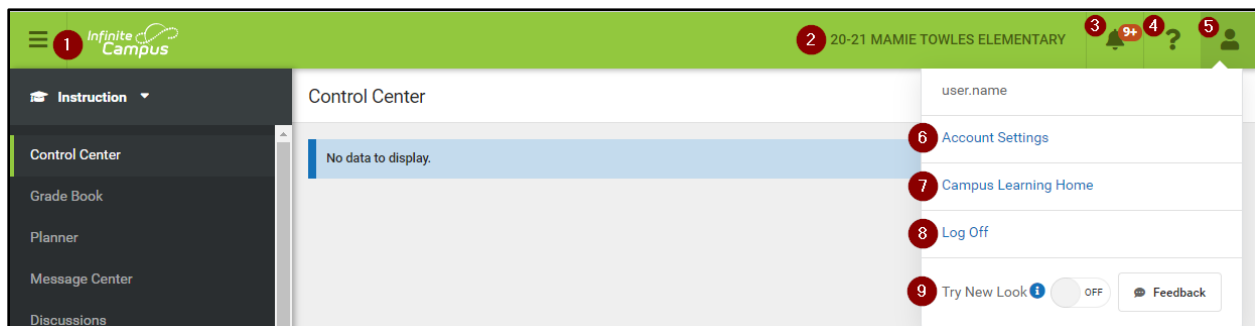 1 Infinite Campus
2 20-21 MAMIE TOWLES ELEMENTARY 3 9+ 4 ? 5
Instruction
Control Center
user.name
Control Center
No data to display.
6 Account Settings
Grade Book
7 Campus Learning Home
Planner
8 Log Off
Message Center
9 Try New Look i OFF Feedback
Discussions